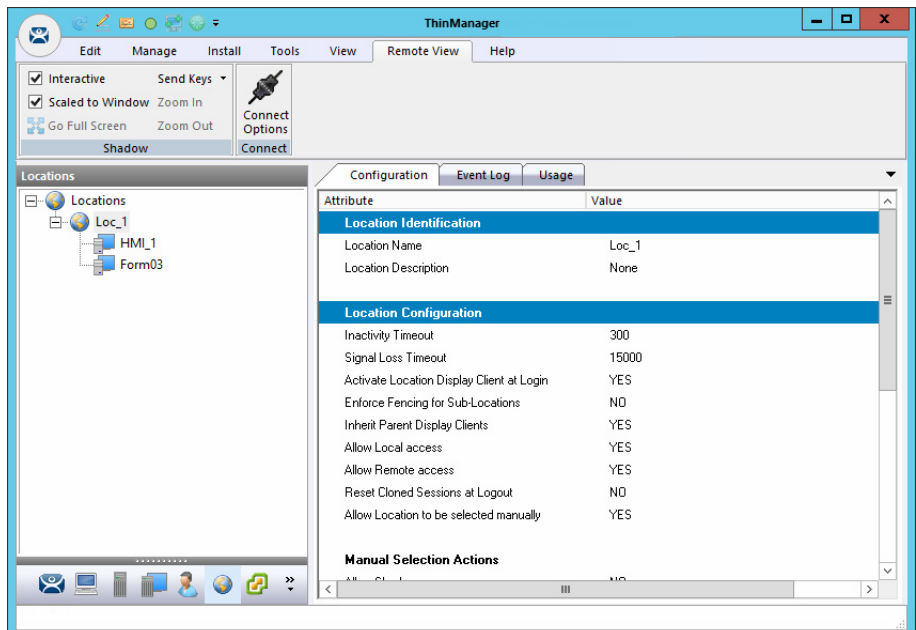 ThinManager
Edit Manage Install Tools View Remote View Help
Interactive Send Keys
Scaled to Window Zoom In
Go Full Screen Zoom Out
Connect Options
Shadow Connect
Locations
Configuration Event Log Usage
Locations
Loc_1
HMI_1
Form03
Attribute Value
Location Identification
Location Name Loc_1
Location Description None
Location Configuration
Inactivity Timeout 300
Signal Loss Timeout 15000
Activate Location Display Client at Login YES
Enforce Fencing for Sub-Locations NO
Inherit Parent Display Clients YES
Allow Local access YES
Allow Remote access YES
Reset Cloned Sessions at Logout NO
Allow Location to be selected manually YES
Manual Selection Actions